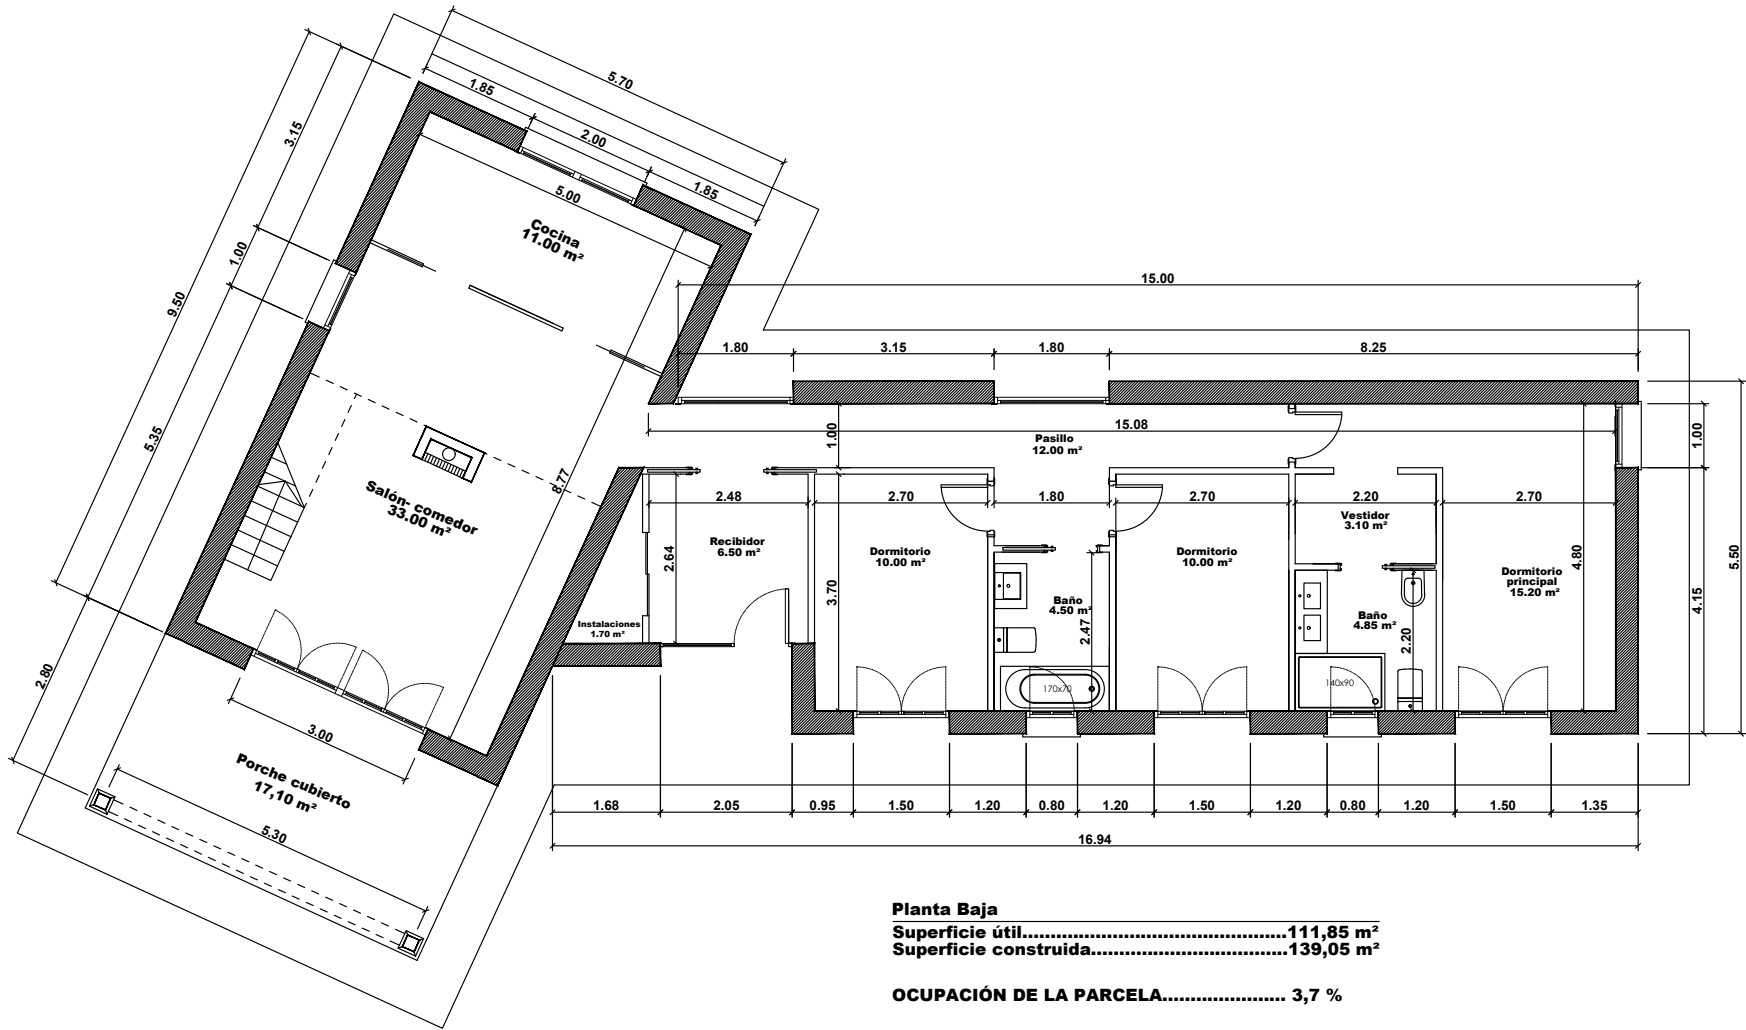 5.70
1.85
2.00
1.85
5.00
3.15
1.00
9.50
5.35
2.80
Cocina
11.00 m²
15.00
1.80
3.15
1.80
8.25
15.08
1.00
Pasillo
12.00 m²
1.00
8.77
Salón- comedor
33.00 m²
2.48
2.70
1.80
2.70
2.20
2.70
Vestidor
3.10 m²
Recibidor
6.50 m²
2.64
Dormitorio
10.00 m²
Dormitorio
10.00 m²
4.80
5.50
Dormitorio
principal
15.20 m²
3.70
Baño
4.50 m²
2.47
Baño
4.85 m²
2.20
4.15
Instalaciones
1.70 m²
170x70
140x90
3.00
Porche cubierto
17,10 m²
5.30
1.68
2.05
0.95
1.50
1.20
0.80
1.20
1.50
1.20
0.80
1.20
1.50
1.35
16.94
Planta Baja
Superficie útil..............................................111,85 m²
Superficie construida..................................139,05 m²
OCUPACIÓN DE LA PARCELA...................... 3,7 %